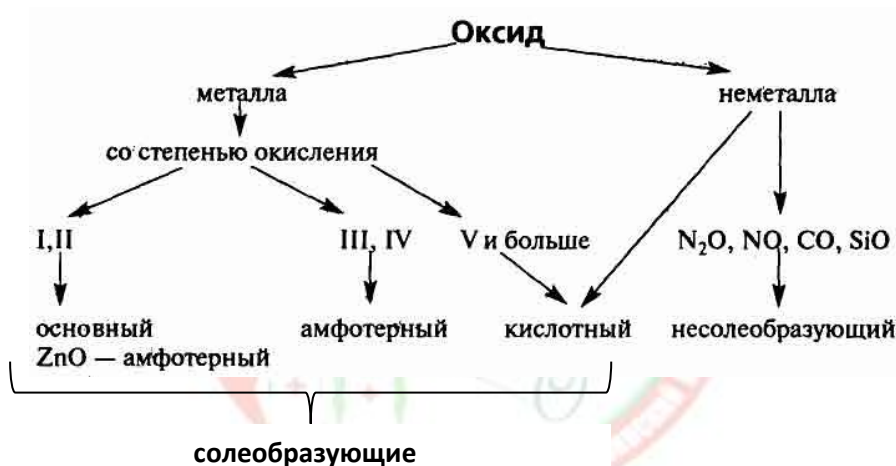 Оксид
металла неметалла
со степенью окисления
I,II III, IV V и больше N₂O, NO, CO, SiO
основный амфотерный кислотный несолеобразующий
ZnO — амфотерный
солеобразующие